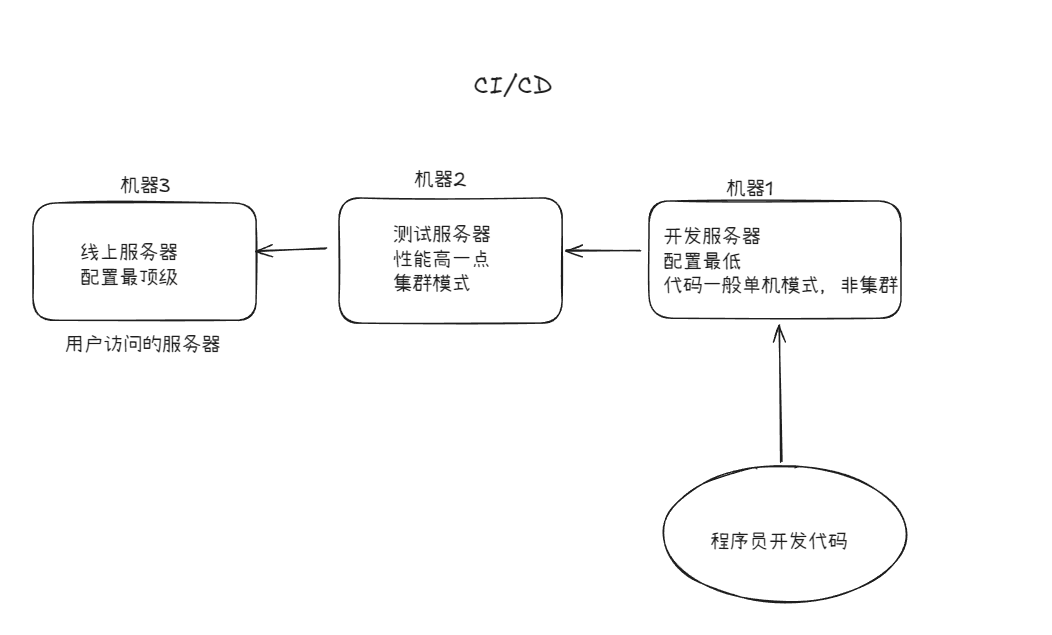 CI/CD
机器3
机器2
机器1
线上服务器
配置最顶级
测试服务器
性能高一点
集群模式
开发服务器
配置最低
代码一般单机模式，非集群
用户访问的服务器
程序员开发代码